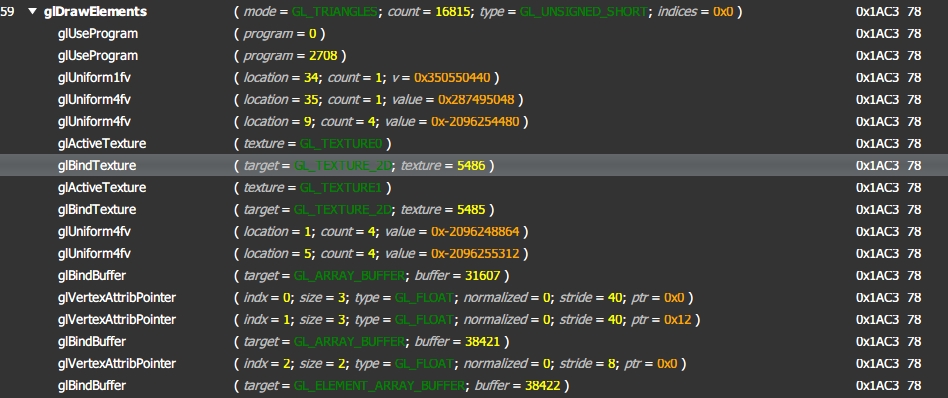 59 ▼ glDrawElements ( mode = GL_TRIANGLES; count = 16815; type = GL_UNSIGNED_SHORT; indices = 0x0 ) 0x1AC3 78
glUseProgram ( program = 0 ) 0x1AC3 78
glUseProgram ( program = 2708 ) 0x1AC3 78
glUniform1fv ( location = 34; count = 1; v = 0x350550440 ) 0x1AC3 78
glUniform4fv ( location = 35; count = 1; value = 0x287495048 ) 0x1AC3 78
glUniform4fv ( location = 9; count = 4; value = 0x-2096254480 ) 0x1AC3 78
glActiveTexture ( texture = GL_TEXTURE0 ) 0x1AC3 78
glBindTexture ( target = GL_TEXTURE_2D; texture = 5486 ) 0x1AC3 78
glActiveTexture ( texture = GL_TEXTURE1 ) 0x1AC3 78
glBindTexture ( target = GL_TEXTURE_2D; texture = 5485 ) 0x1AC3 78
glUniform4fv ( location = 1; count = 4; value = 0x-2096248864 ) 0x1AC3 78
glUniform4fv ( location = 5; count = 4; value = 0x-2096255312 ) 0x1AC3 78
glBindBuffer ( target = GL_ARRAY_BUFFER; buffer = 31607 ) 0x1AC3 78
glVertexAttribPointer ( indx = 0; size = 3; type = GL_FLOAT; normalized = 0; stride = 40; ptr = 0x0 ) 0x1AC3 78
glVertexAttribPointer ( indx = 1; size = 3; type = GL_FLOAT; normalized = 0; stride = 40; ptr = 0x12 ) 0x1AC3 78
glBindBuffer ( target = GL_ARRAY_BUFFER; buffer = 38421 ) 0x1AC3 78
glVertexAttribPointer ( indx = 2; size = 2; type = GL_FLOAT; normalized = 0; stride = 8; ptr = 0x0 ) 0x1AC3 78
glBindBuffer ( target = GL_ELEMENT_ARRAY_BUFFER; buffer = 38422 ) 0x1AC3 78